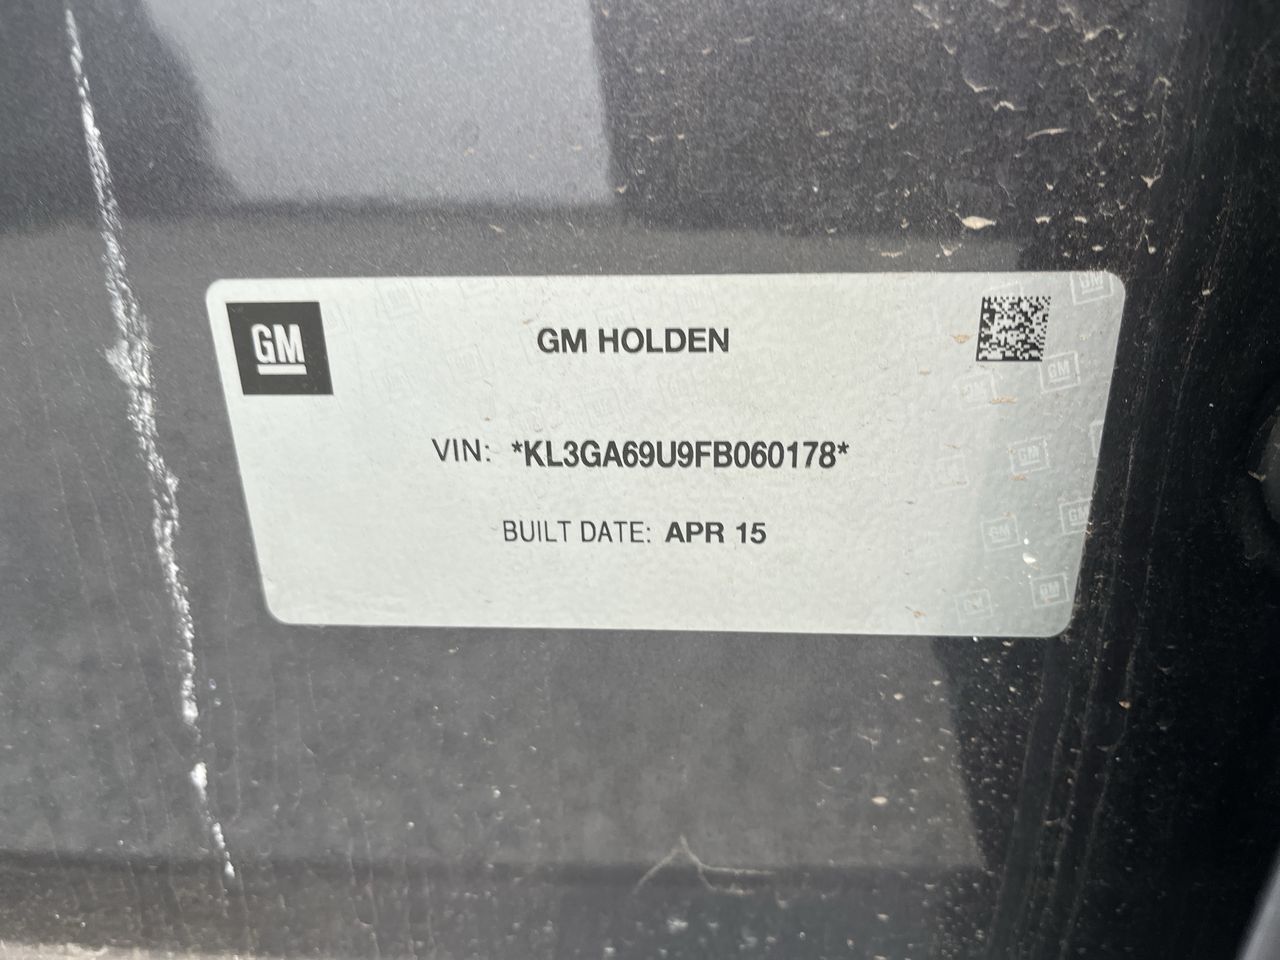 GM
GM HOLDEN
VIN: *KL3GA69U9FB060178*
BUILT DATE: APR 15